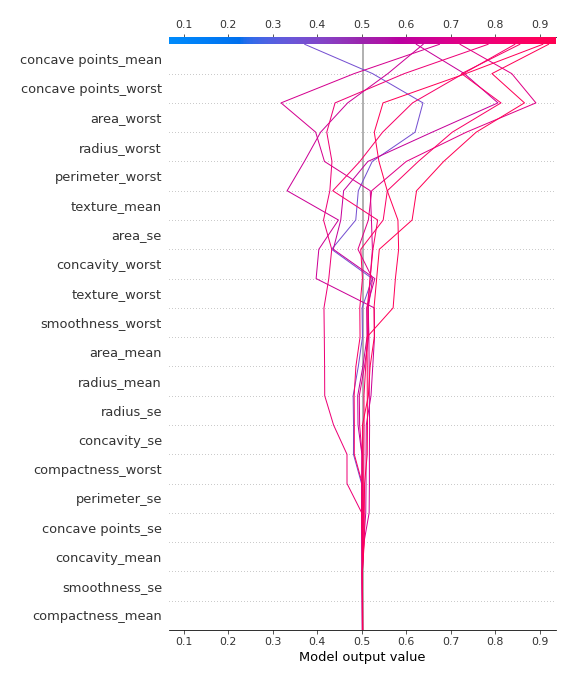 0.1 0.2 0.3 0.4 0.5 0.6 0.7 0.8 0.9
concave points_mean
concave points_worst
area_worst
radius_worst
perimeter_worst
texture_mean
area_se
concavity_worst
texture_worst
smoothness_worst
area_mean
radius_mean
radius_se
concavity_se
compactness_worst
perimeter_se
concave points_se
concavity_mean
smoothness_se
compactness_mean
0.1 0.2 0.3 0.4 0.5 0.6 0.7 0.8 0.9
Model output value